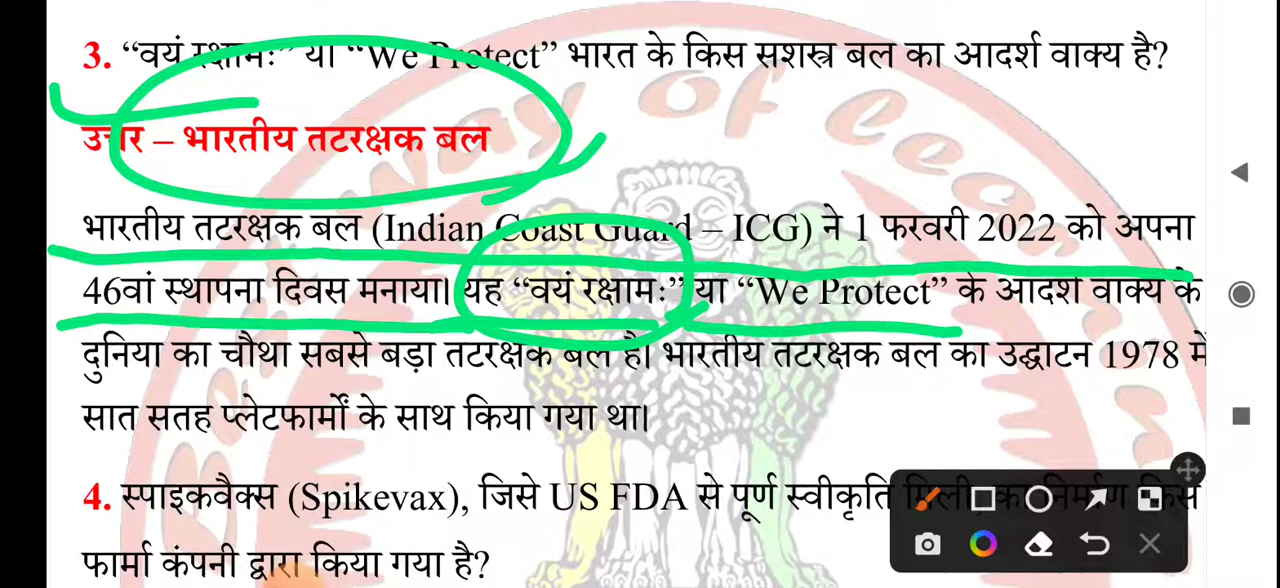 3. “वयं रक्षामः” या “We Protect” भारत के किस सशस्त्र बल का आदर्श वाक्य है?
उत्तर – भारतीय तटरक्षक बल
भारतीय तटरक्षक बल (Indian Coast Guard – ICG) ने 1 फरवरी 2022 को अपना
46वां स्थापना दिवस मनाया। यह “वयं रक्षामः” या “We Protect” के आदर्श वाक्य के
दुनिया का चौथा सबसे बड़ा तटरक्षक बल है। भारतीय तटरक्षक बल का उद्घाटन 1978 में
सात सतह प्लेटफार्मों के साथ किया गया था।
4. स्पाइकवैक्स (Spikevax), जिसे US FDA से पूर्ण स्वीकृति मिली, का निर्माण किस
फार्मा कंपनी द्वारा किया गया है?